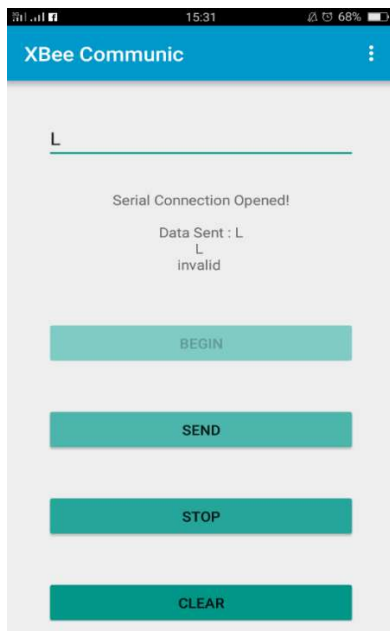 15:31
68%
XBee Communic
L
Serial Connection Opened!
Data Sent : L
L
invalid
BEGIN
SEND
STOP
CLEAR